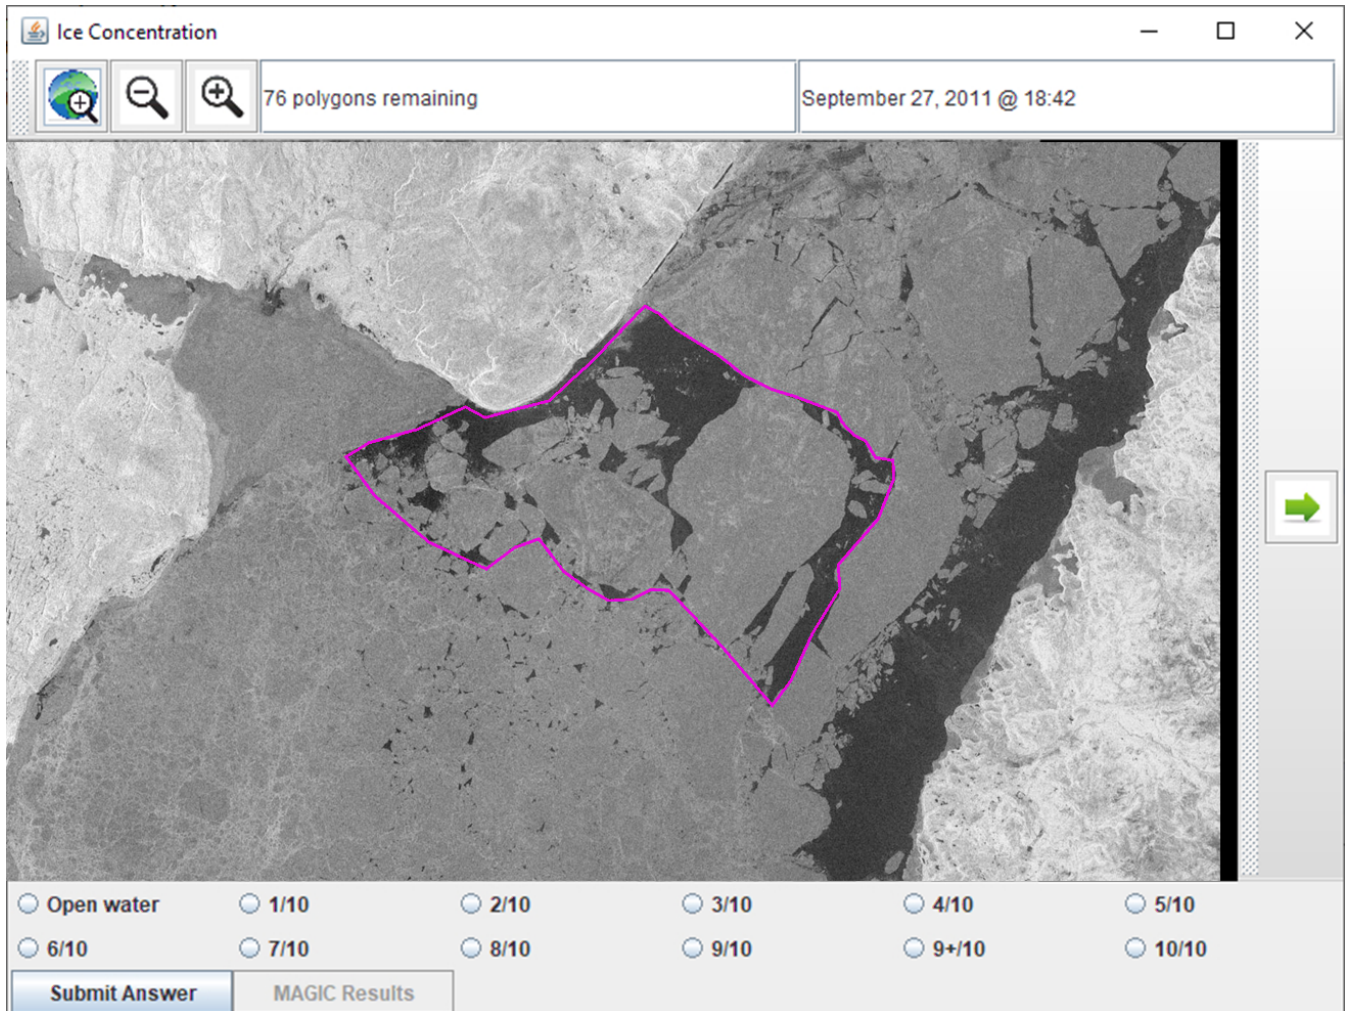 Ice Concentration
76 polygons remaining
September 27, 2011 @ 18:42
Open water
1/10
2/10
3/10
4/10
5/10
6/10
7/10
8/10
9/10
9+/10
10/10
Submit Answer
MAGIC Results